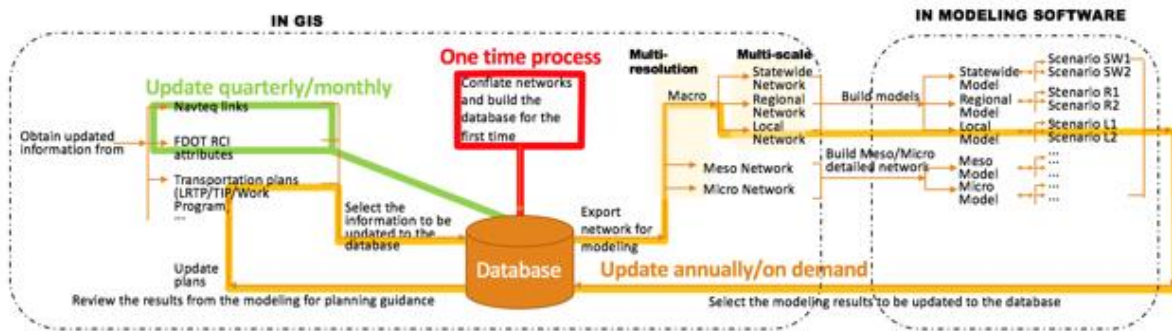 IN GIS
IN MODELING SOFTWARE
One time process
Conflate networks
and build the
database for the
first time
Update quarterly/monthly
Obtain updated
information from
Navteq links
FDOT RCI
attributes
Transportation plans
(LRTP/TIP/Work
Program)
...
Select the
information to be
updated to the
database
Database
Export
network for
modeling
Multi-
resolution
Macro
Meso Network
Micro Network
Multi-scale
Statewide
Network
Regional
Network
Local
Network
Build models
Build Meso/Micro
detailed network
Statewide
Model
Regional
Model
Local
Model
Meso
Model
Micro
Model
Scenario SW1
Scenario SW2
Scenario R1
Scenario R2
Scenario L1
Scenario L2
...
...
...
...
Update annually/on demand
Update
plans
Review the results from the modeling for planning guidance
Select the modeling results to be updated to the database